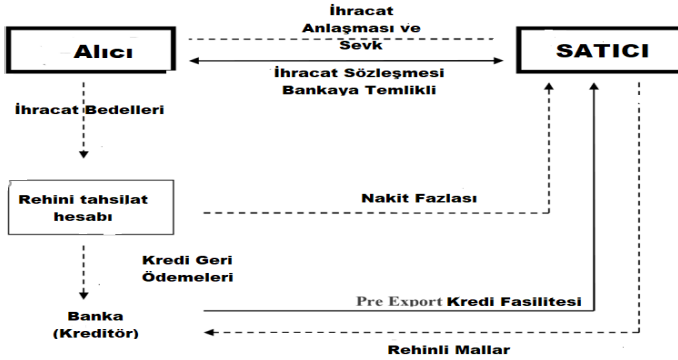 İhracat
Anlaşması ve
Sevk
Alıcı
SATICI
İhracat Sözleşmesi
Bankaya Temlikli
İhracat Bedelleri
Rehini tahsilat
hesabı
Nakit Fazlası
Kredi Geri
Ödemeleri
Pre Export Kredi Fasilitesi
Banka
(Kreditör)
Rehinli Mallar